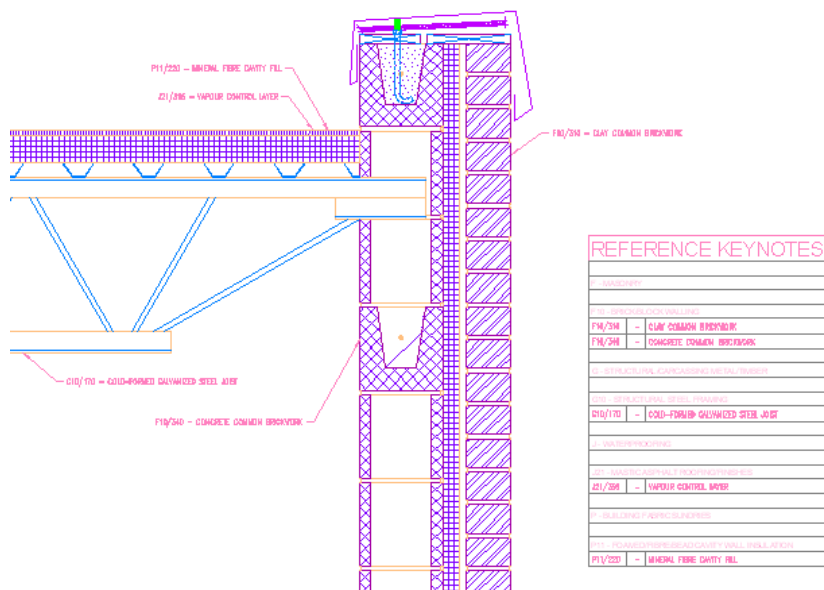 P11/220 - MINERAL FIBRE CAVITY FILL
J21/398 - VAPOUR CONTROL LAYER
F10/310 - CLAY COMMON BRICKWORK
G10/170 - COLD-FORMED GALVANIZED STEEL JOIST
F10/340 - CONCRETE COMMON BRICKWORK
REFERENCE KEYNOTES
F - MASONRY
F10 - BRICK/BLOCK WALLING
F10/310 - CLAY COMMON BRICKWORK
F10/340 - CONCRETE COMMON BRICKWORK
G - STRUCTURAL/CARCASSING METAL/TIMBER
G10 - STRUCTURAL STEEL FRAMING
G10/170 - COLD-FORMED GALVANIZED STEEL JOIST
J - WATERPROOFING
J21 - MASTIC ASPHALT ROOFING/FINISHES
VAPOUR CONTROL LAYER
P - BUILDING FABRIC SUNDRIES
P11 - FOAMED/FIBRE/BEAD CAVITY WALL INSULATION
P11/220 - MINERAL FIBRE CAVITY FILL